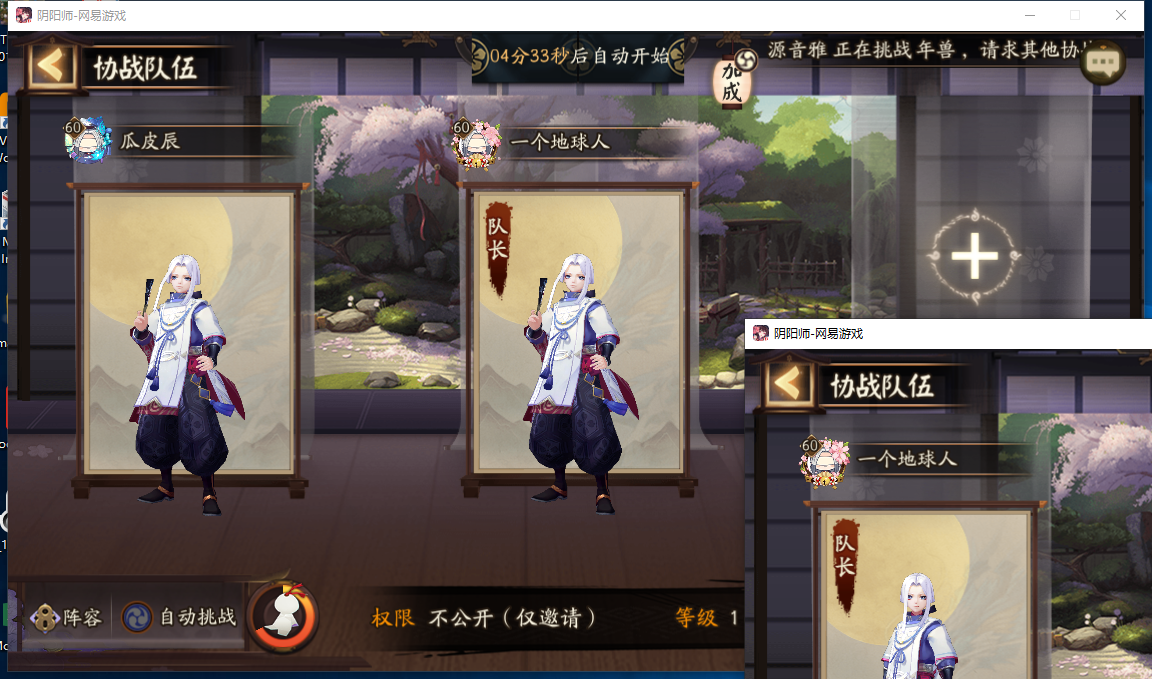 阴阳师-网易游戏
协战队伍
04分33秒后自动开始
加成
源音雅 正在挑战 年兽，请求其他协
60
瓜皮辰
60
一个地球人
队长
阵容
自动挑战
权限 不公开（仅邀请）
等级 1
阴阳师-网易游戏
协战队伍
60
一个地球人
队长